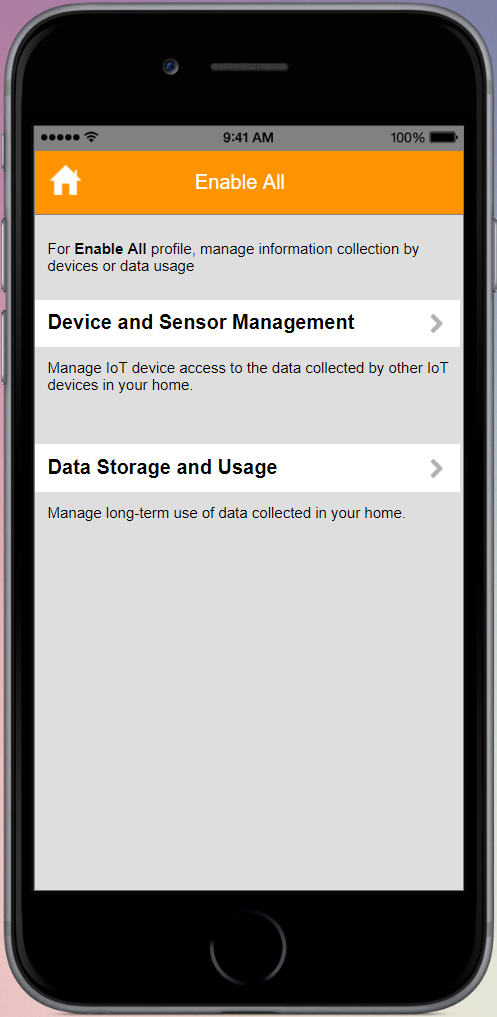 9:41 AM
100%
Enable All
For Enable All profile, manage information collection by
devices or data usage
Device and Sensor Management
Manage IoT device access to the data collected by other IoT
devices in your home.
Data Storage and Usage
Manage long-term use of data collected in your home.